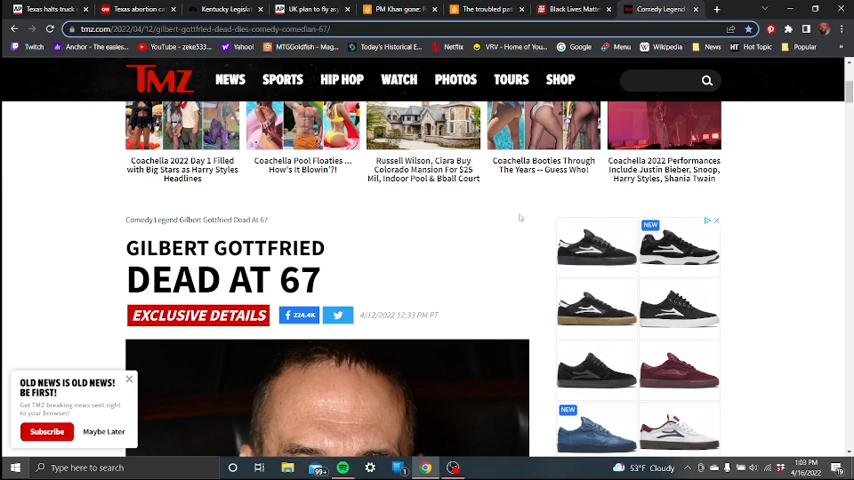 Texas halts truck i
Texas abortion ca
Kentucky Legislat
UK plan to fly asy
PM Khan gone: P
The troubled pat
Black Lives Matte
Comedy Legend
tmz.com/2022/04/12/gilbert-gottfried-dead-dies-comedy-comedian-67/
Twitch
Anchor - The easies...
YouTube - zeke533...
Yahoo!
MTGGoldfish - Mag...
Today's Historical E...
Netflix
VRV - Home of Your...
Google
Menu
Wikipedia
News
Hot Topic
Popular
TMZ
NEWS
SPORTS
HIP HOP
WATCH
PHOTOS
TOURS
SHOP
Coachella 2022 Day 1 Filled
with Big Stars as Harry Styles
Headlines
Coachella Pool Floaties ...
How's It Blowin'?!
Russell Wilson, Ciara Buy
Colorado Mansion For $25
Mil, Indoor Pool & Bball Court
Coachella Booties Through
The Years -- Guess Who!
Coachella 2022 Performances
Include Justin Bieber, Snoop,
Harry Styles, Shania Twain
Comedy Legend Gilbert Gottfried Dead At 67
GILBERT GOTTFRIED
DEAD AT 67
EXCLUSIVE DETAILS
224.4K
4/12/2022 12:33 PM PT
NEW
NEW
OLD NEWS IS OLD NEWS!
BE FIRST!
Get TMZ breaking news sent right
to your browser!
Subscribe
Maybe Later
Type here to search
99+
1
53°F Cloudy
1:03 PM
4/16/2022
19